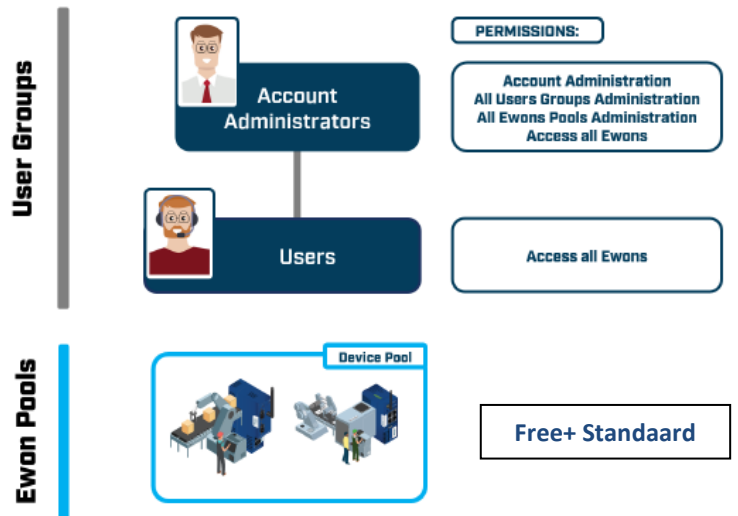 User Groups
PERMISSIONS:
Account
Administrators
Account Administration
All Users Groups Administration
All Ewons Pools Administration
Access all Ewons
Users
Access all Ewons
Ewon Pools
Device Pool
Free+ Standaard